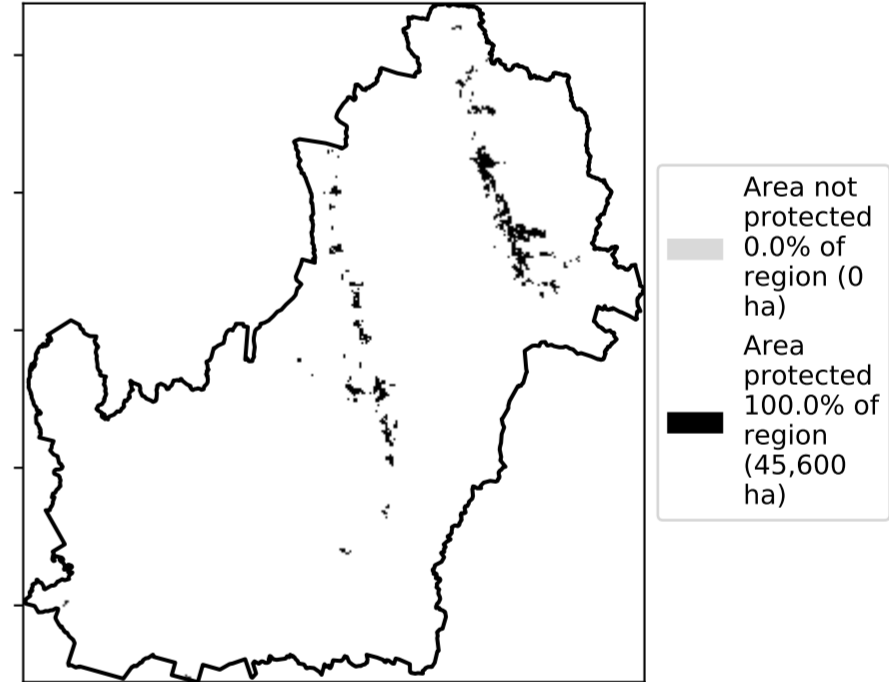 Area not
protected
0.0% of
region (0
ha)
Area
protected
100.0% of
region
(45,600
ha)